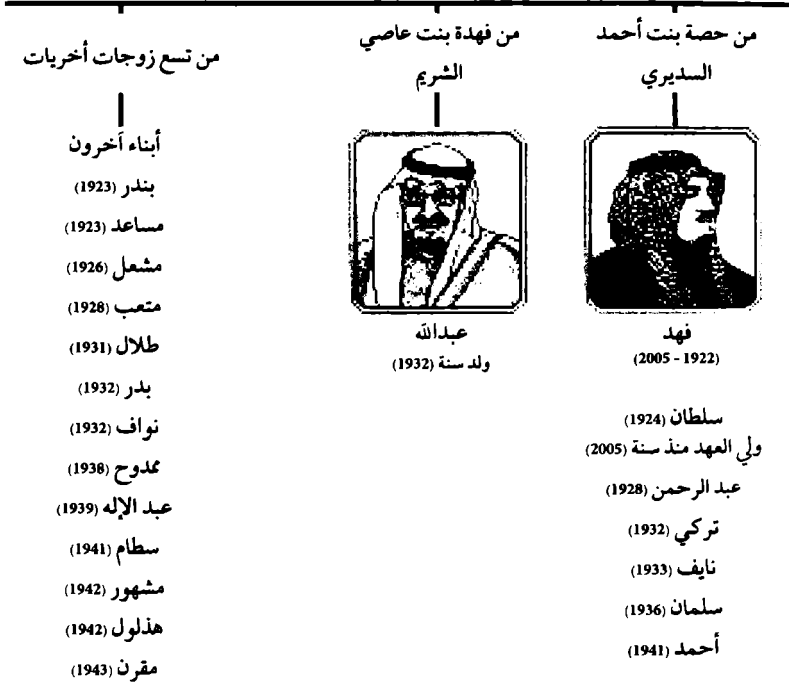 من حصة بنت أحمد
السديري
فهد
(1922 - 2005)
سلطان (1924)
ولي العهد منذ سنة (2005)
عبد الرحمن (1928)
تركي (1932)
نايف (1933)
سلمان (1936)
أحمد (1941)
من فهدة بنت عاصي
الشريم
عبدالله
ولد سنة (1932)
من تسع زوجات أخريات
أبناء آخرون
بندر (1923)
مساعد (1923)
مشعل (1926)
متعب (1928)
طلال (1931)
بدر (1932)
نواف (1932)
ممدوح (1938)
عبد الإله (1939)
سطام (1941)
مشهور (1942)
هذلول (1942)
مقرن (1943)